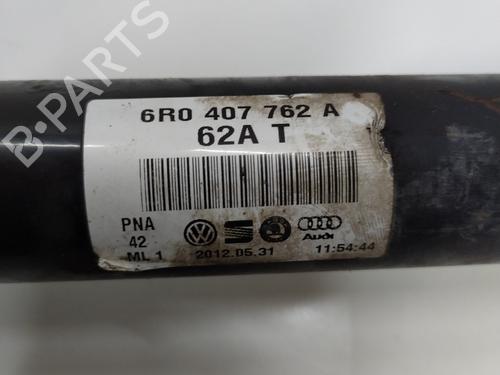 6R0 407 762 A
62A T
PNA
42
ML 1
2012.05.31
Audi
11:54:44
B-PARTS